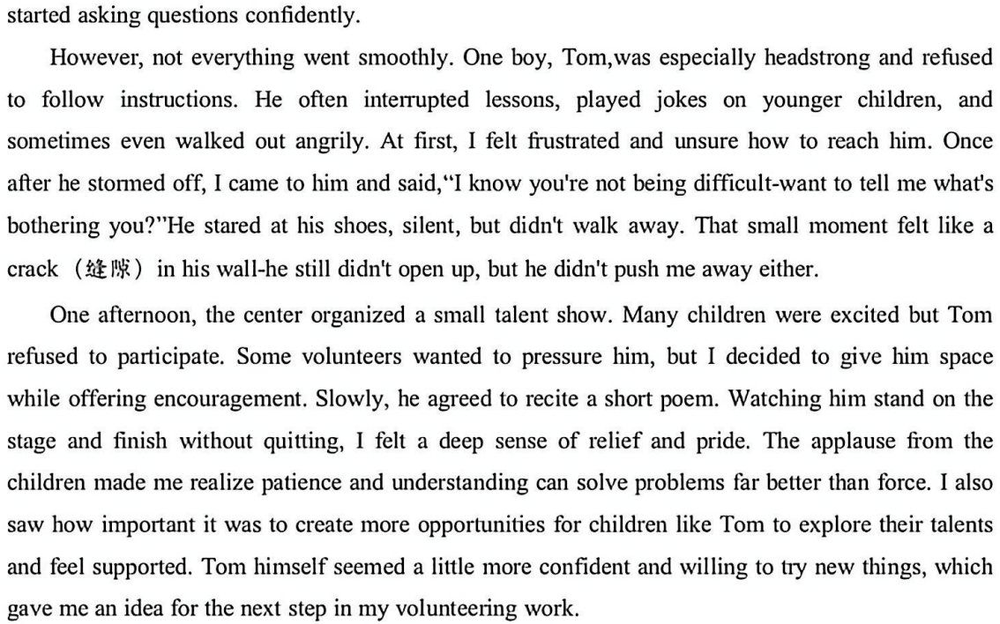 started asking questions confidently.
However, not everything went smoothly. One boy, Tom,was especially headstrong and refused
to follow instructions. He often interrupted lessons, played jokes on younger children, and
sometimes even walked out angrily. At first, I felt frustrated and unsure how to reach him. Once
after he stormed off, I came to him and said,“I know you're not being difficult-want to tell me what's
bothering you?”He stared at his shoes, silent, but didn't walk away. That small moment felt like a
crack（缝隙）in his wall-he still didn't open up, but he didn't push me away either.
One afternoon, the center organized a small talent show. Many children were excited but Tom
refused to participate. Some volunteers wanted to pressure him, but I decided to give him space
while offering encouragement. Slowly, he agreed to recite a short poem. Watching him stand on the
stage and finish without quitting, I felt a deep sense of relief and pride. The applause from the
children made me realize patience and understanding can solve problems far better than force. I also
saw how important it was to create more opportunities for children like Tom to explore their talents
and feel supported. Tom himself seemed a little more confident and willing to try new things, which
gave me an idea for the next step in my volunteering work.